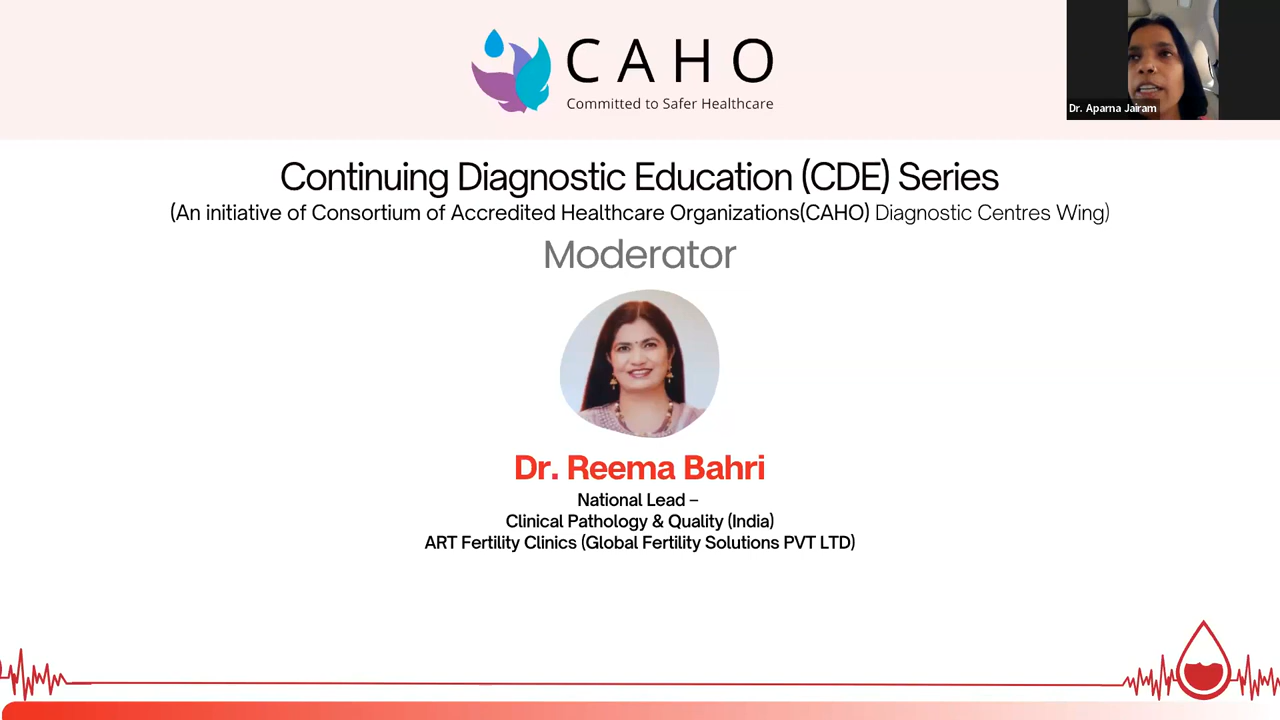 CAHO
Committed to Safer Healthcare
Dr. Aparna Jairam
Continuing Diagnostic Education (CDE) Series
(An initiative of Consortium of Accredited Healthcare Organizations(CAHO) Diagnostic Centres Wing)
Moderator
Dr. Reema Bahri
National Lead –
Clinical Pathology & Quality (India)
ART Fertility Clinics (Global Fertility Solutions PVT LTD)